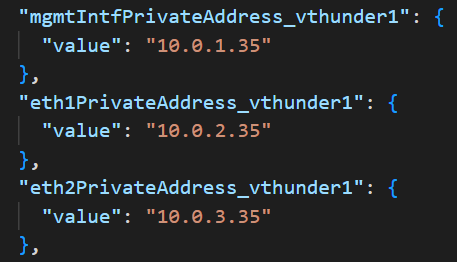 "mgmtIntfPrivateAddress_vthunder1": {
"value": "10.0.1.35"
},
"eth1PrivateAddress_vthunder1": {
"value": "10.0.2.35"
},
"eth2PrivateAddress_vthunder1": {
"value": "10.0.3.35"
},